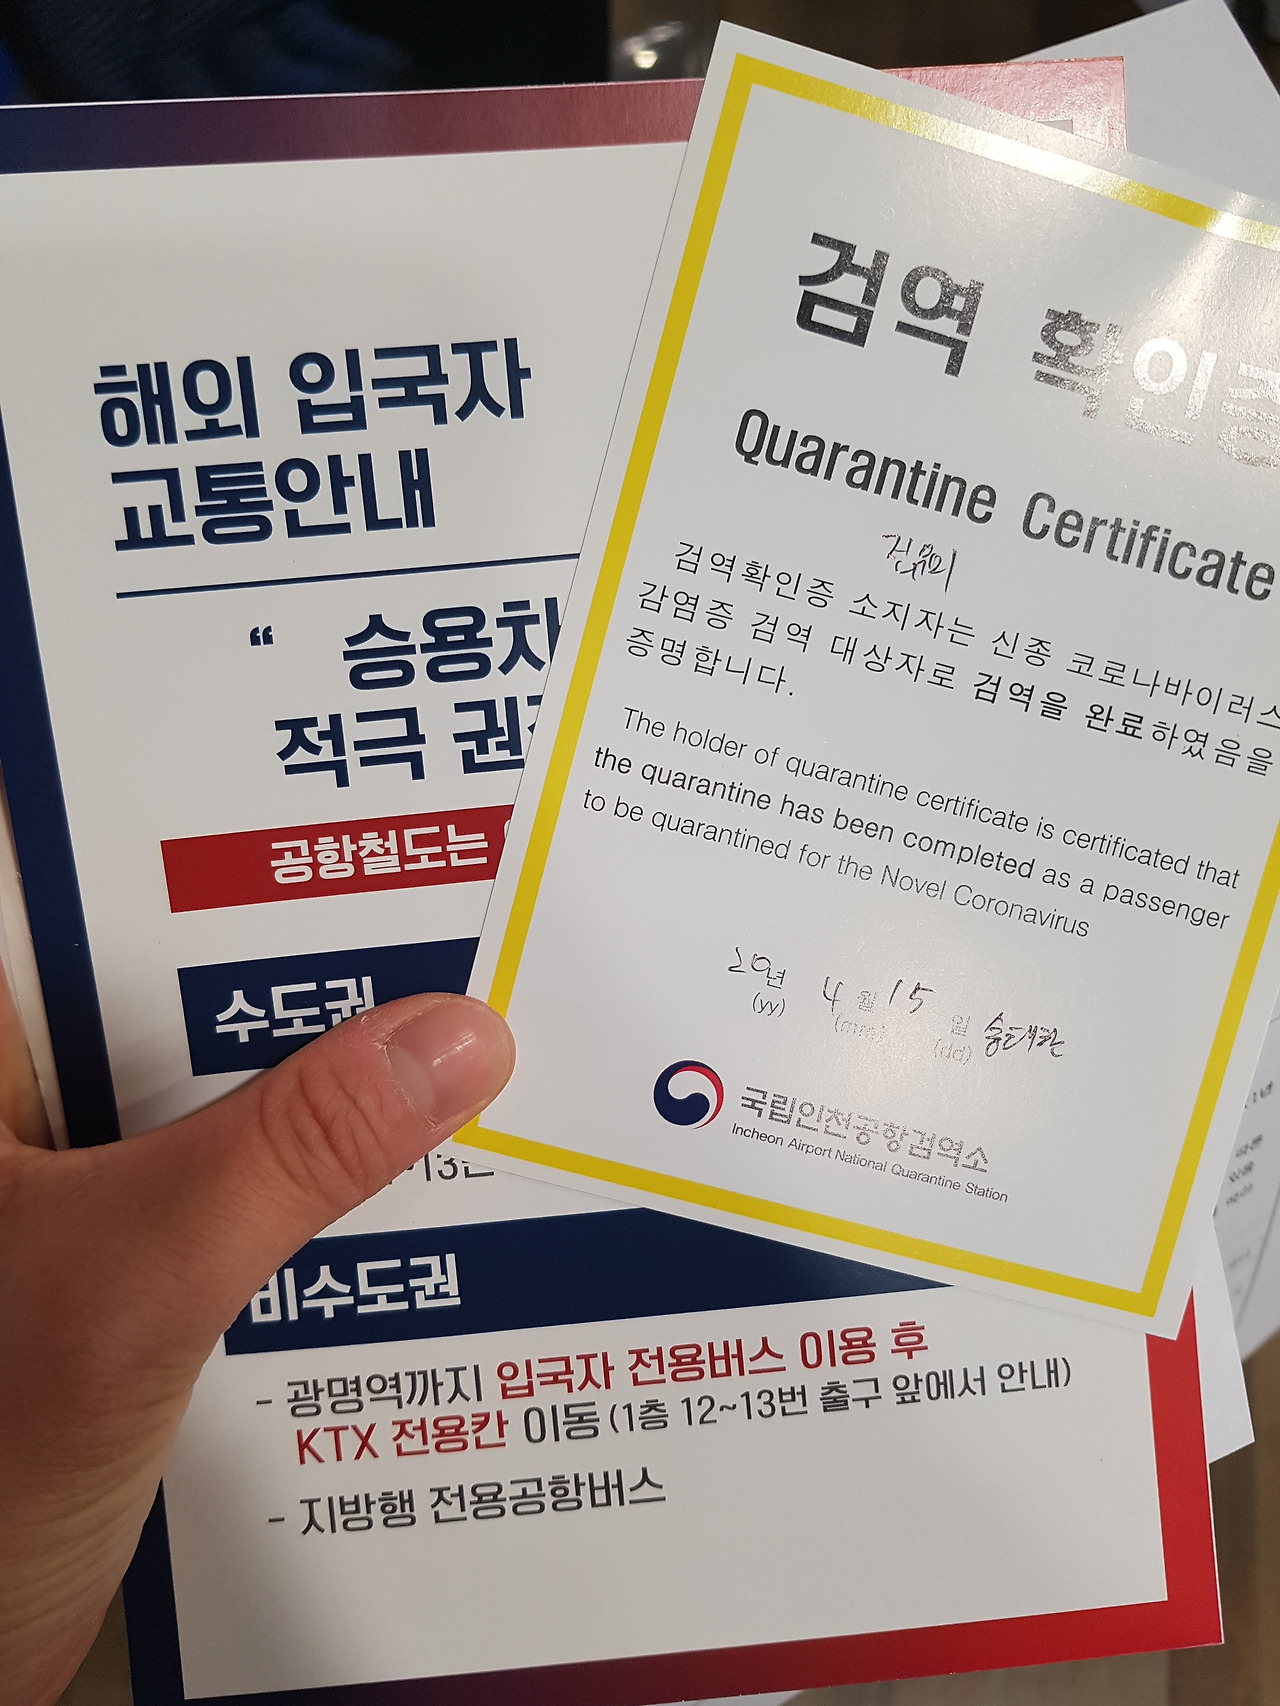 해외 입국자
교통안내
“ 승용차
적극
공항철도는
수도권
비수도권
- 광명역까지 입국자 전용버스 이용 후
KTX 전용칸 이동 (1층 12~13번 출구 앞에서 안내)
- 지방행 전용공항버스
검역 확인증
Quarantine Certificate
검역확인증 소지자는 신종 코로나바이러스
감염증 검역 대상자로 검역을 완료하였음을
증명합니다.
The holder of quarantine certificate is certificated that
the quarantine has been completed as a passenger
to be quarantined for the Novel Coronavirus
20년 4월 15일
(yy) (mm) (dd)
국립인천공항검역소
Incheon Airport National Quarantine Station